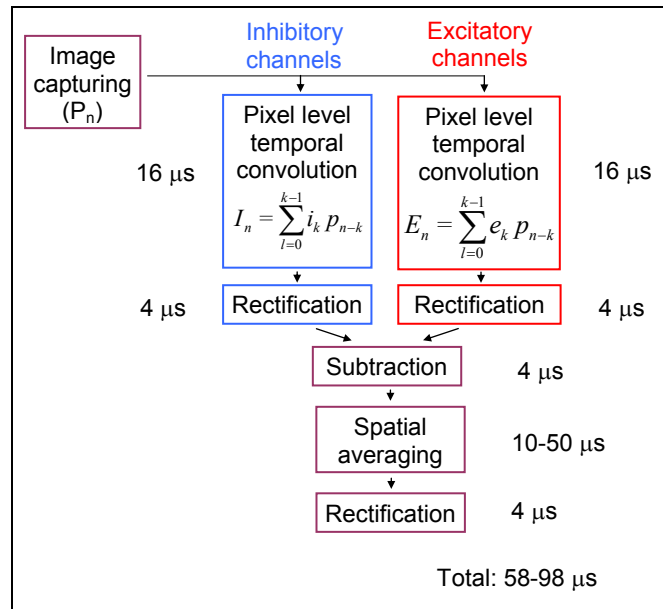 Image
capturing
(Pₙ)
Inhibitory
channels
Excitatory
channels
Pixel level
temporal
convolution
Iₙ = ∑_{l=0}^{k−1} iₖ pₙ₋ₖ
16 μs
Pixel level
temporal
convolution
Eₙ = ∑_{l=0}^{k−1} eₖ pₙ₋ₖ
16 μs
4 μs
Rectification
Rectification
4 μs
Subtraction
4 μs
Spatial
averaging
10-50 μs
Rectification
4 μs
Total: 58-98 μs